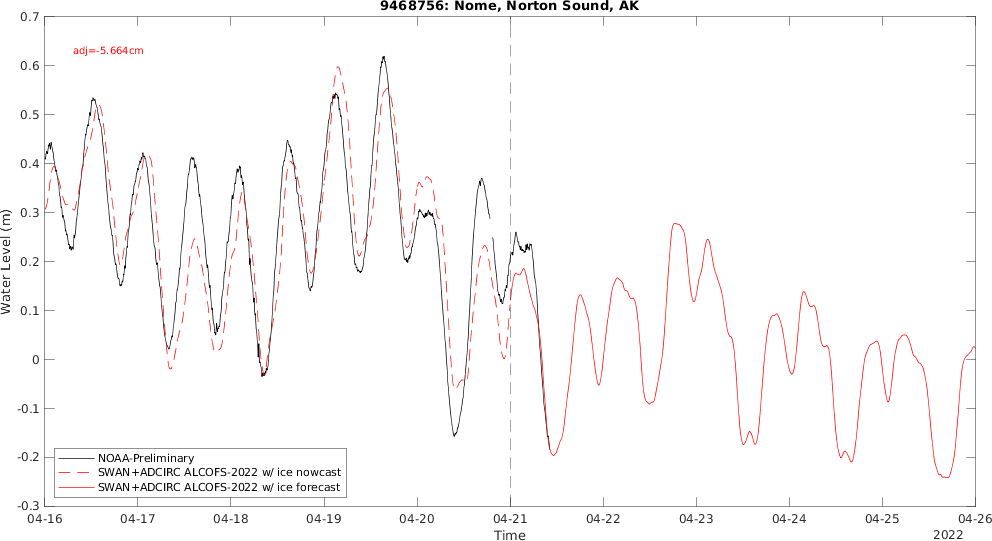 9468756: Nome, Norton Sound, AK
adj=-5.664cm
0.7
0.6
0.5
0.4
0.3
0.2
0.1
0
-0.1
-0.2
-0.3
Water Level (m)
NOAA-Preliminary
SWAN+ADCIRC ALCOFS-2022 w/ ice nowcast
SWAN+ADCIRC ALCOFS-2022 w/ ice forecast
04-16 04-17 04-18 04-19 04-20 04-21 04-22 04-23 04-24 04-25 04-26
Time
2022